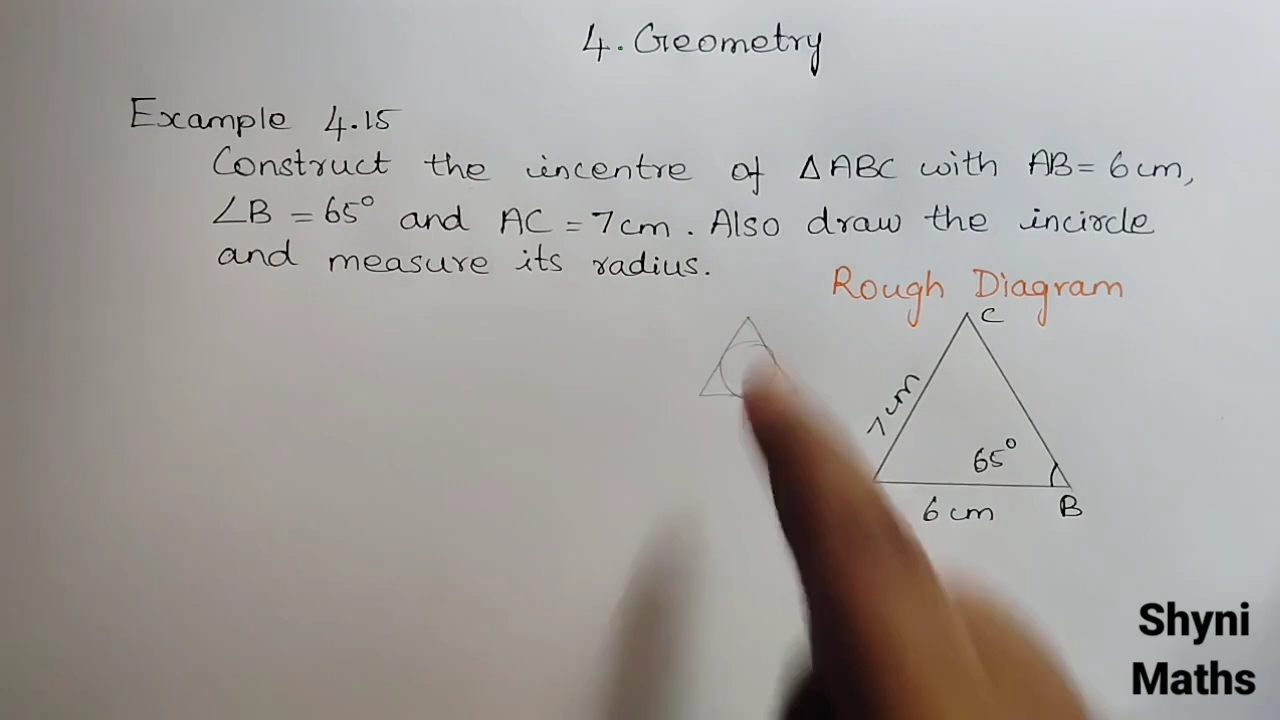 4. Geometry
Example 4.15
Construct the incentre of △ABC with AB = 6 cm,
∠B = 65° and AC = 7 cm. Also draw the incircle
and measure its radius.
Rough Diagram
C
7 cm
65°
6 cm
B
Shyni
Maths